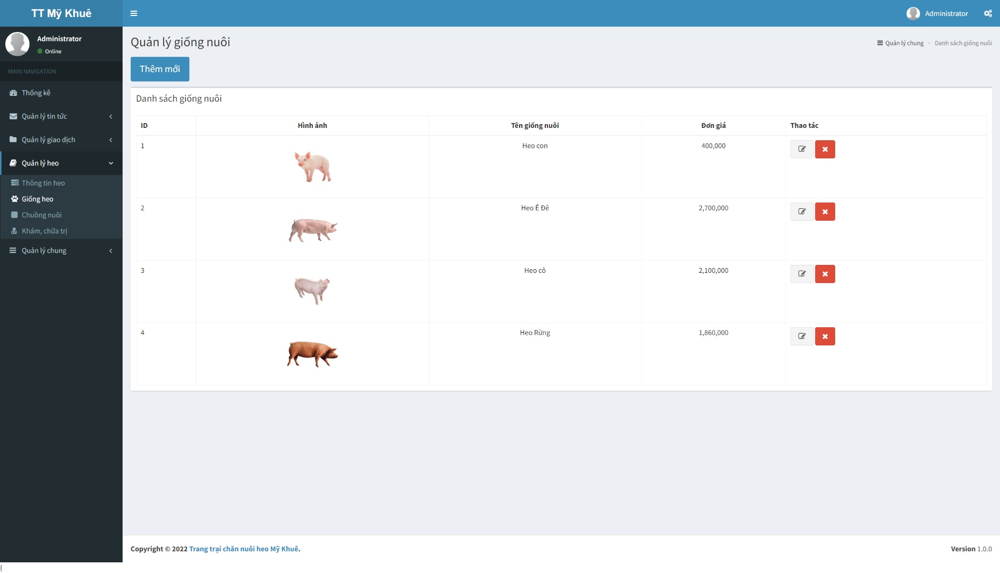 TT Mỹ Khuê
Administrator
Administrator
Online
MAIN NAVIGATION
Thống kê
Quản lý tin tức
Quản lý giao dịch
Quản lý heo
Thông tin heo
Giống heo
Chuồng nuôi
Khám, chữa trị
Quản lý chung
Quản lý giống nuôi
Quản lý chung > Danh sách giống nuôi
Thêm mới
Danh sách giống nuôi
ID Hình ảnh Tên giống nuôi Đơn giá Thao tác
1 Heo con 400,000
2 Heo Ê Đê 2,700,000
3 Heo cỏ 2,100,000
4 Heo Rừng 1,860,000
Copyright © 2022 Trang trại chăn nuôi heo Mỹ Khuê. Version 1.0.0
{